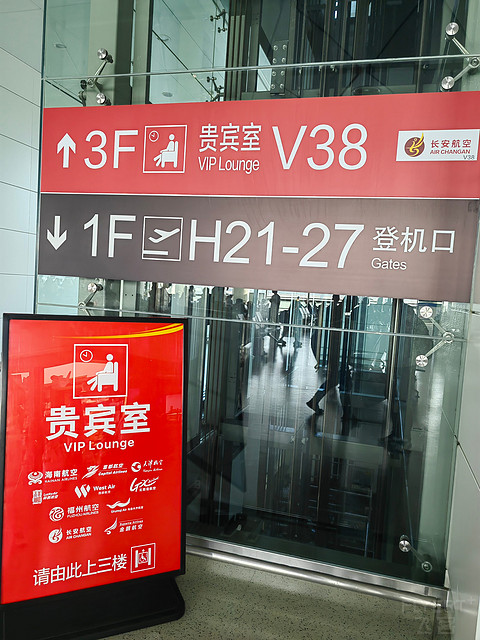 3F 贵宾室 V38
VIP Lounge
长安航空
AIR CHANGAN
V38
1F H21-27 登机口
Gates
贵宾室
VIP Lounge
海南航空
HAINAN AIRLINES
首都航空
Capital Airlines
天津航空
Tianjin Airlines
West Air
福州航空
FUZHOU AIRLINES
长安航空
AIR CHANGAN
金鹏航空
请由此上三楼